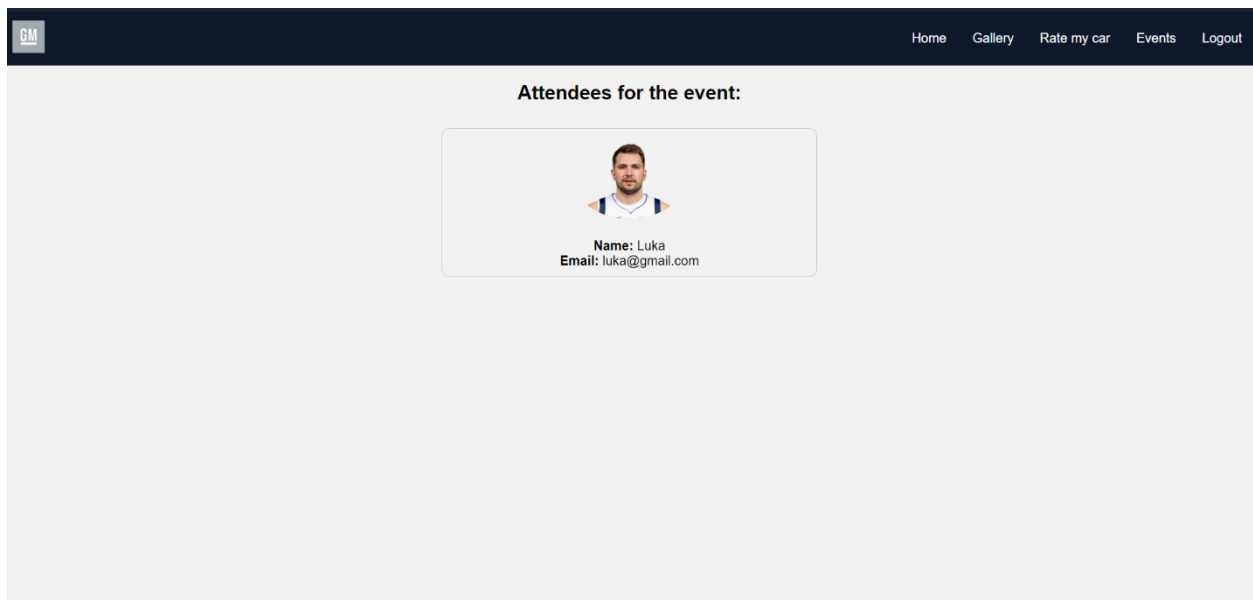 GM
Home Gallery Rate my car Events Logout
Attendees for the event:
Name: Luka
Email: luka@gmail.com